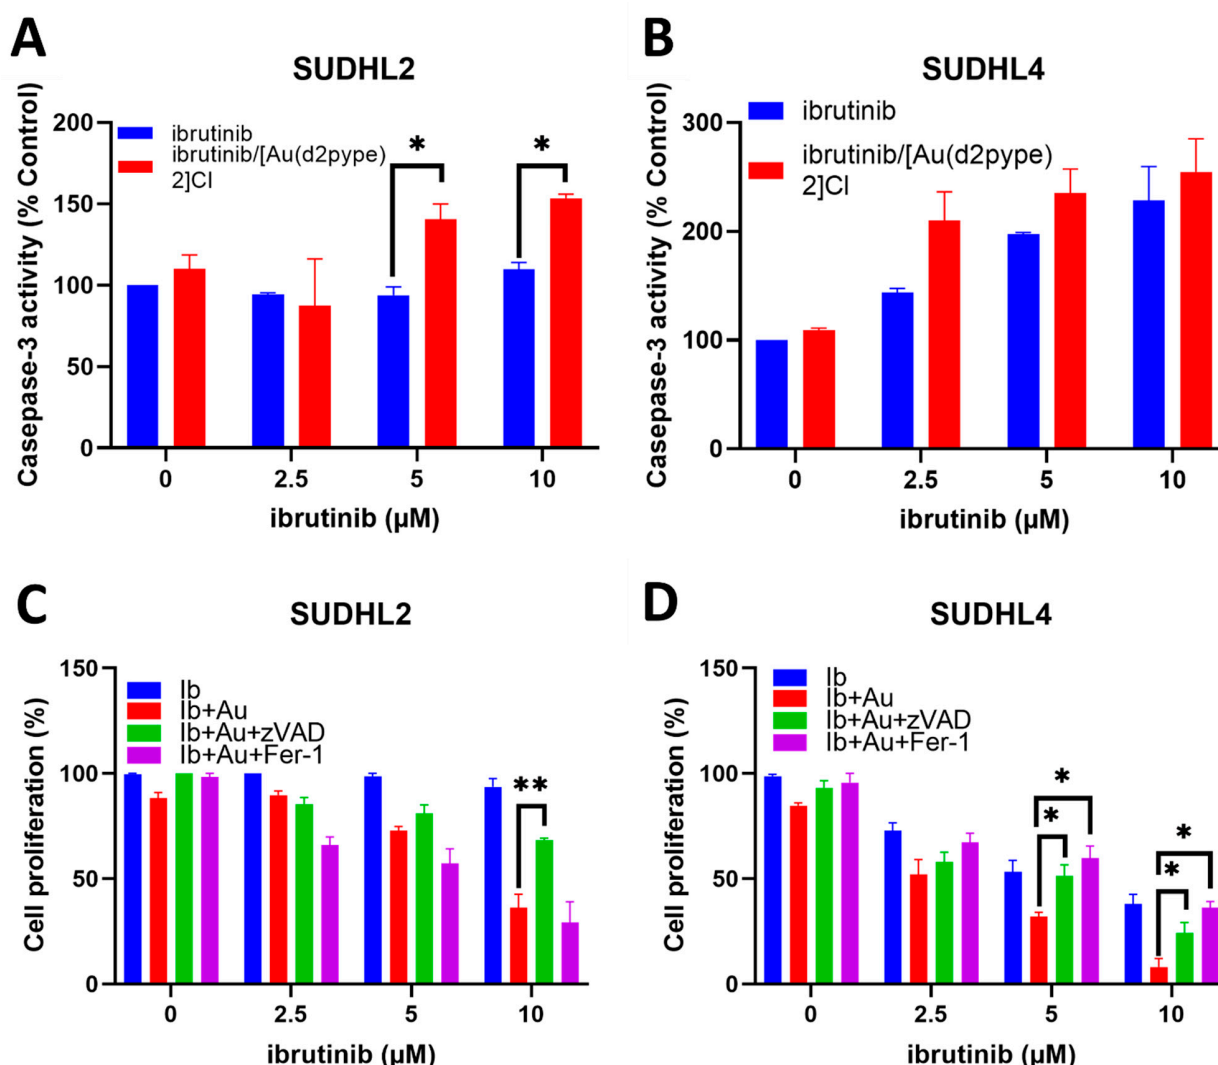 A
SUDHL2
Casepase-3 activity (% Control)
200
150
100
50
0
ibrutinib
ibrutinib/[Au(d2pype)
2]Cl
*
*
0 2.5 5 10
ibrutinib (µM)
B
SUDHL4
Casepase-3 activity (% Control)
300
200
100
0
ibrutinib
ibrutinib/[Au(d2pype)
2]Cl
0 2.5 5 10
ibrutinib (µM)
C
SUDHL2
Cell proliferation (%)
150
100
50
0
Ib
Ib+Au
Ib+Au+zVAD
Ib+Au+Fer-1
**
0 2.5 5 10
ibrutinib (µM)
D
SUDHL4
Cell proliferation (%)
150
100
50
0
Ib
Ib+Au
Ib+Au+zVAD
Ib+Au+Fer-1
*
*
*
*
0 2.5 5 10
ibrutinib (µM)